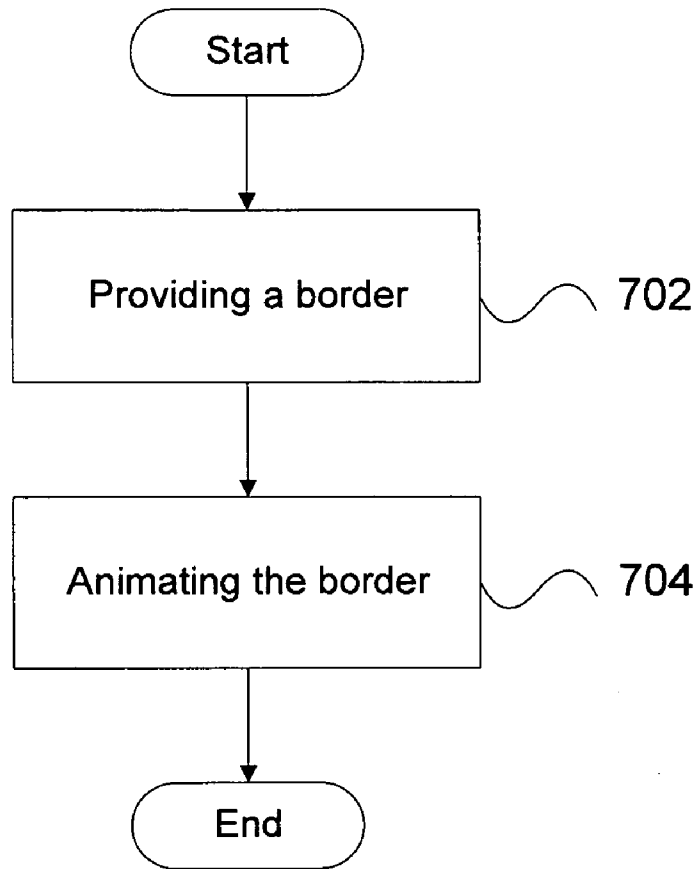 Start
Providing a border
702
Animating the border
704
End